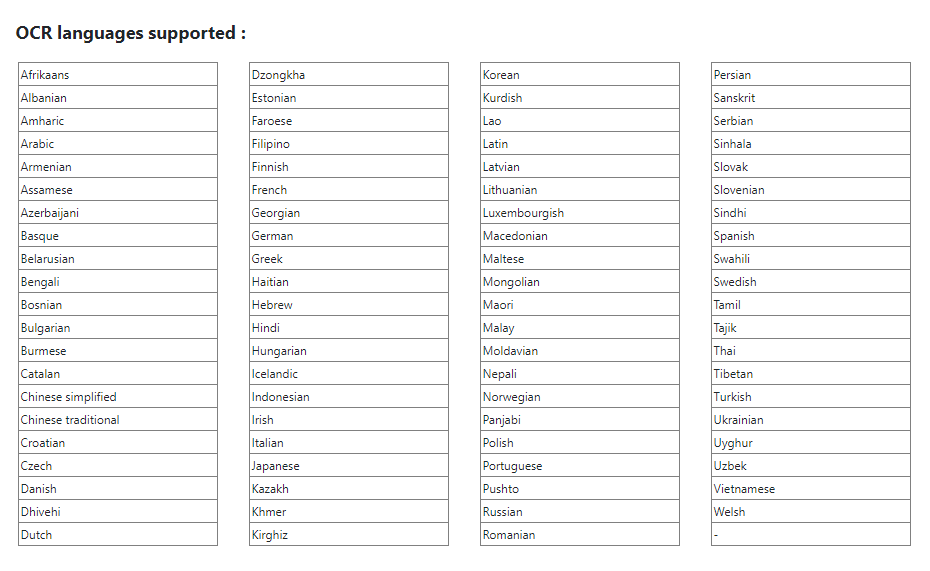 OCR languages supported :
Afrikaans
Albanian
Amharic
Arabic
Armenian
Assamese
Azerbaijani
Basque
Belarusian
Bengali
Bosnian
Bulgarian
Burmese
Catalan
Chinese simplified
Chinese traditional
Croatian
Czech
Danish
Dhivehi
Dutch
Dzongkha
Estonian
Faroese
Filipino
Finnish
French
Georgian
German
Greek
Haitian
Hebrew
Hindi
Hungarian
Icelandic
Indonesian
Irish
Italian
Japanese
Kazakh
Khmer
Kirghiz
Korean
Kurdish
Lao
Latin
Latvian
Lithuanian
Luxembourgish
Macedonian
Maltese
Mongolian
Maori
Malay
Moldavian
Nepali
Norwegian
Panjabi
Polish
Portuguese
Pushto
Russian
Romanian
Persian
Sanskrit
Serbian
Sinhala
Slovak
Slovenian
Sindhi
Spanish
Swahili
Swedish
Tamil
Tajik
Thai
Tibetan
Turkish
Ukrainian
Uyghur
Uzbek
Vietnamese
Welsh
-